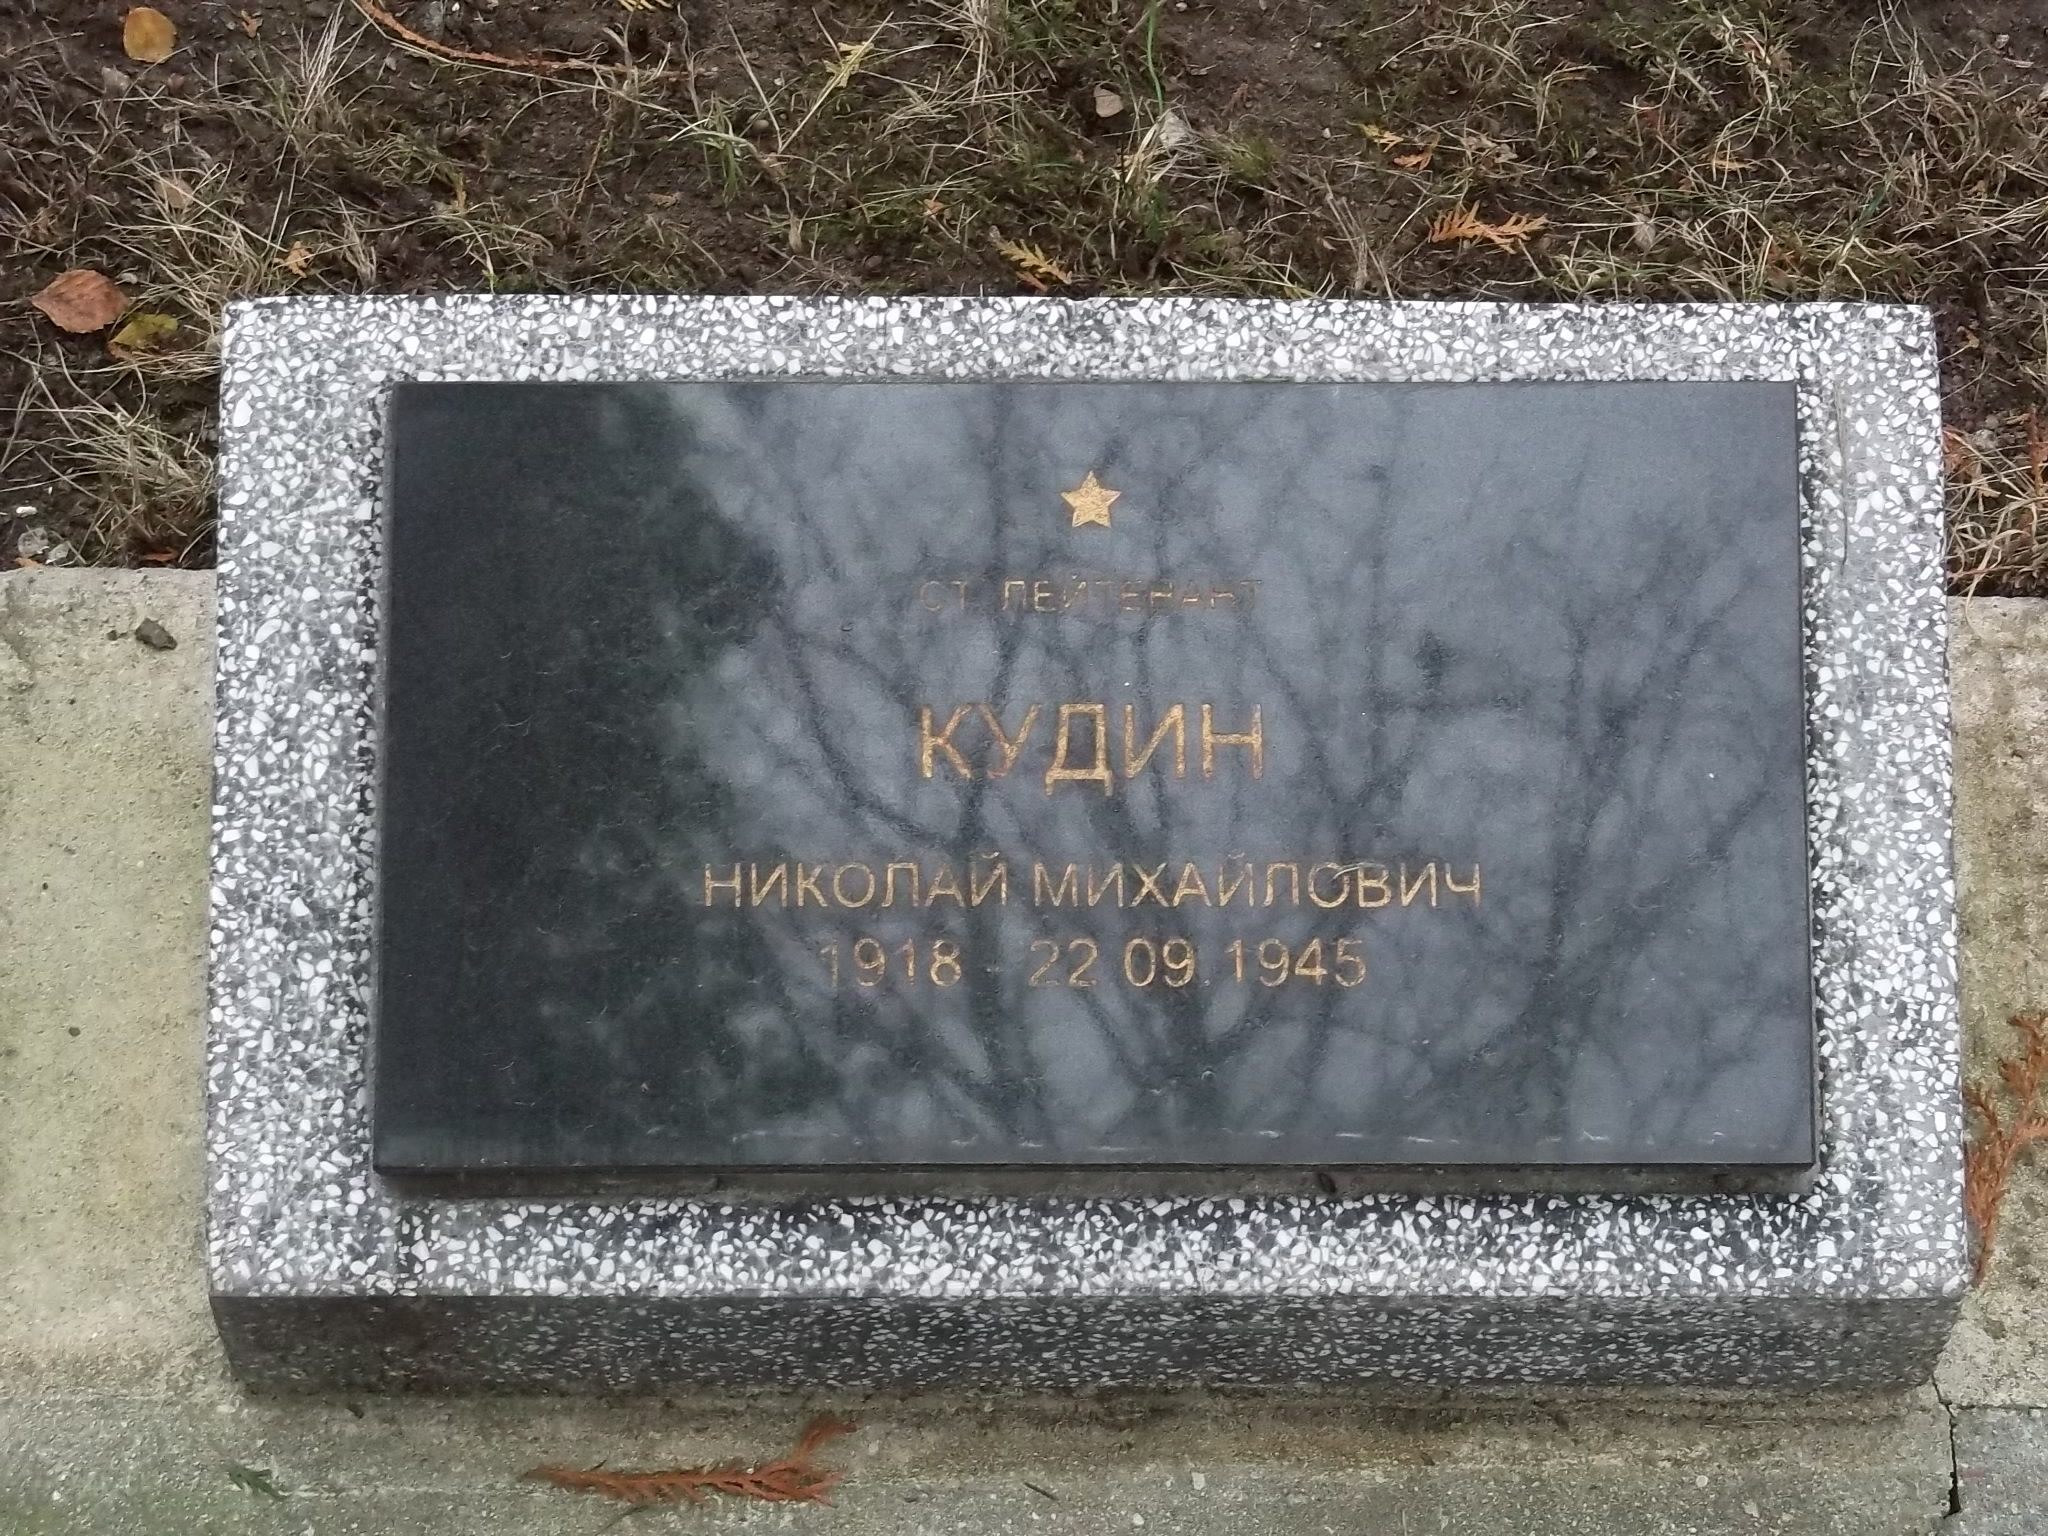 СТ. ЛЕЙТЕНАНТ
КУДИН
НИКОЛАЙ МИХАЙЛОВИЧ
1918 22.09.1945